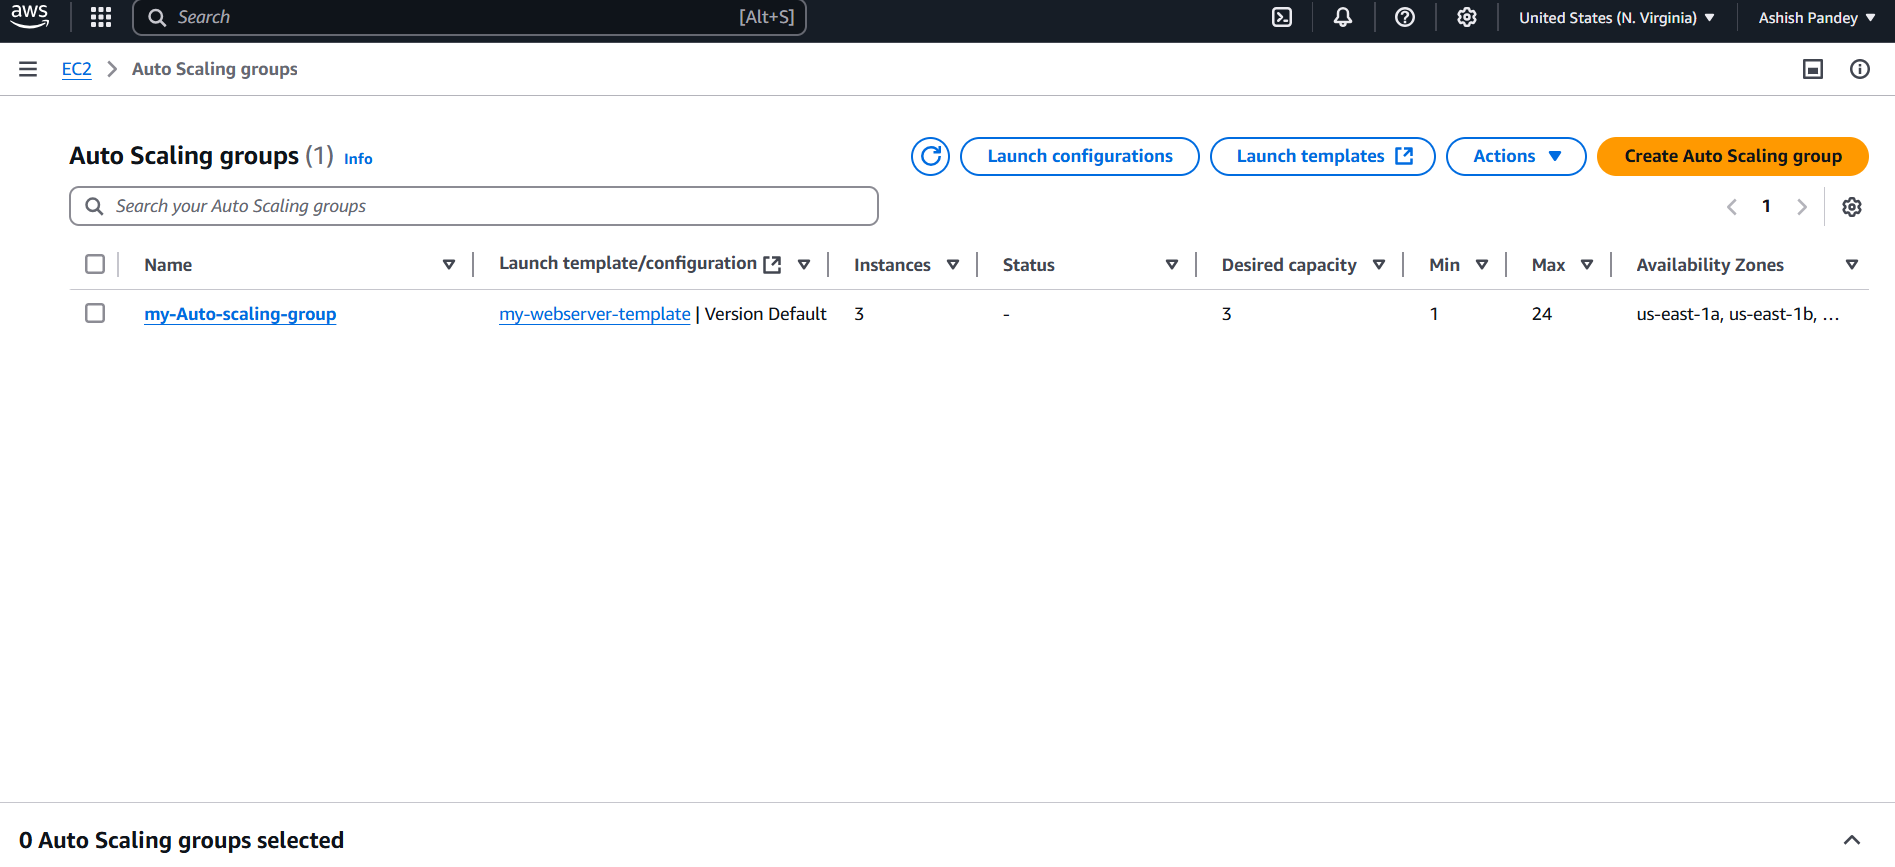 aws Search [Alt+S] United States (N. Virginia) Ashish Pandey
EC2 Auto Scaling groups
Auto Scaling groups (1) Info Launch configurations Launch templates Actions Create Auto Scaling group
Search your Auto Scaling groups 1
Name Launch template/configuration Instances Status Desired capacity Min Max Availability Zones
my-Auto-scaling-group my-webserver-template | Version Default 3 - 3 1 24 us-east-1a, us-east-1b, ...
0 Auto Scaling groups selected